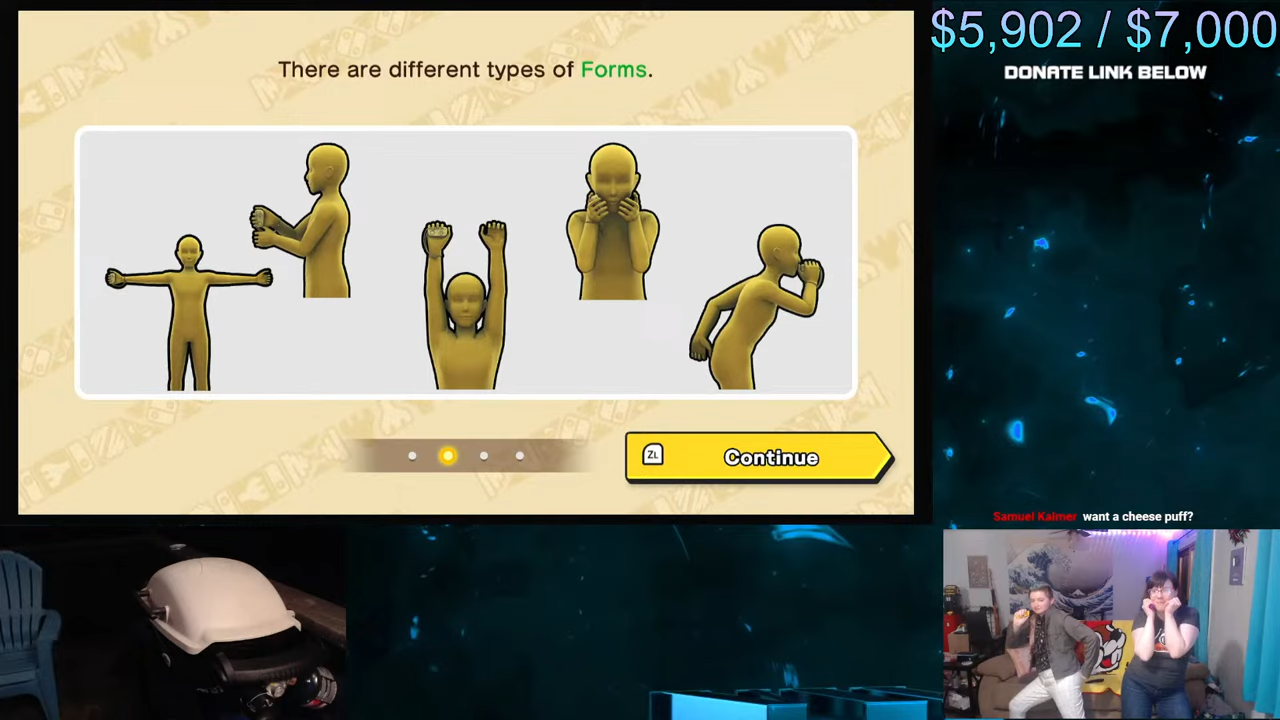 There are different types of Forms.
ZL Continue
$5,902 / $7,000
DONATE LINK BELOW
Samuel Kalmer want a cheese puff?